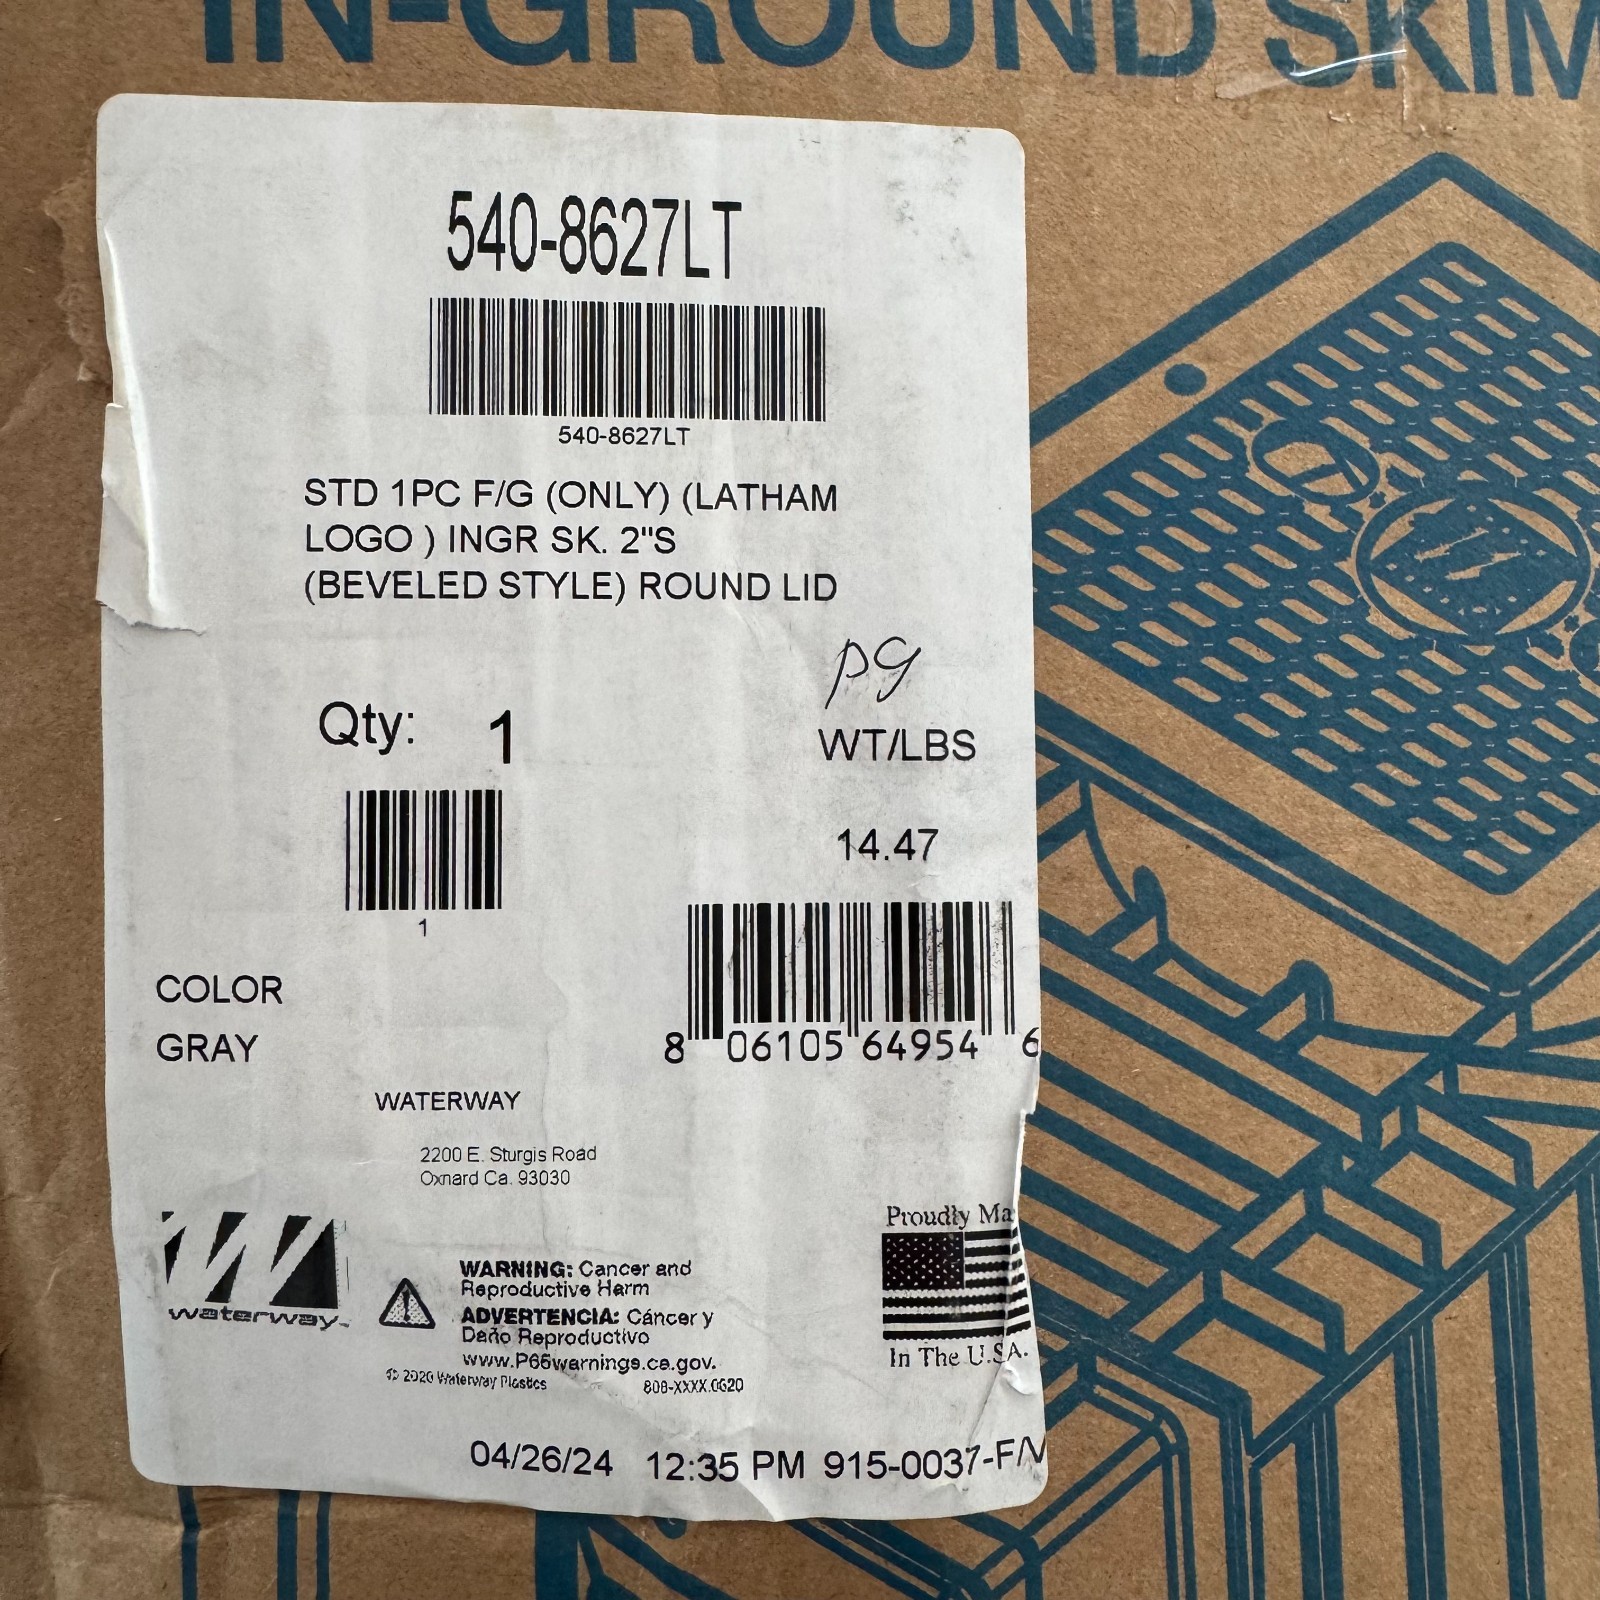 IN-GROUND SKIM
540-8627LT
540-8627LT
STD 1PC F/G (ONLY) (LATHAM
LOGO ) INGR SK. 2"S
(BEVELED STYLE) ROUND LID
pg
Qty: 1
WT/LBS
14.47
1
8 06105 64954 6
COLOR
GRAY
WATERWAY
2200 E. Sturgis Road
Oxnard Ca. 93030
waterway
WARNING: Cancer and
Reproductive Harm
ADVERTENCIA: Cáncer y
Daño Reproductivo
www.P65warnings.ca.gov.
© 2020 Waterway Plastics 808-XXXX.0620
Proudly Ma
In The U.S.A.
04/26/24 12:35 PM 915-0037-F/